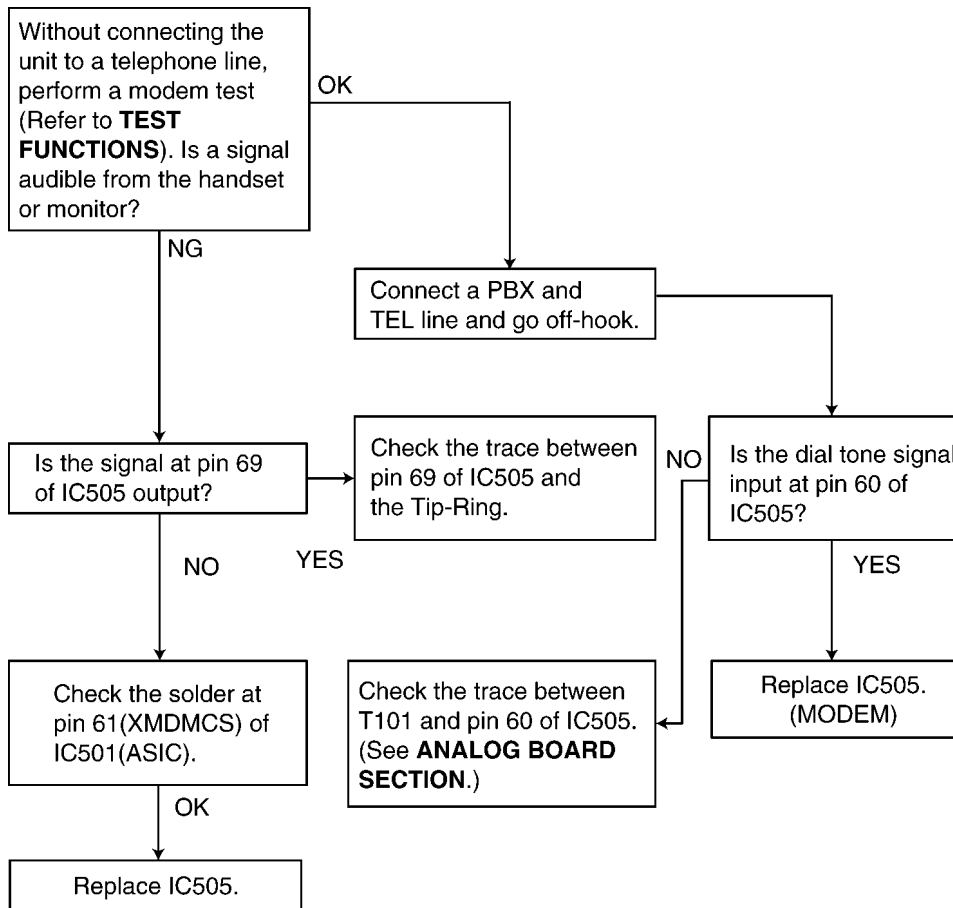 Without connecting the
unit to a telephone line,
perform a modem test
(Refer to TEST
FUNCTIONS). Is a signal
audible from the handset
or monitor?
OK
NG
Connect a PBX and
TEL line and go off-hook.
Is the signal at pin 69
of IC505 output?
YES
NO
Check the trace between
pin 69 of IC505 and
the Tip-Ring.
Is the dial tone signal
input at pin 60 of
IC505?
NO
YES
Check the solder at
pin 61(XMDMCS) of
IC501(ASIC).
OK
Check the trace between
T101 and pin 60 of IC505.
(See ANALOG BOARD
SECTION.)
Replace IC505.
(MODEM)
Replace IC505.